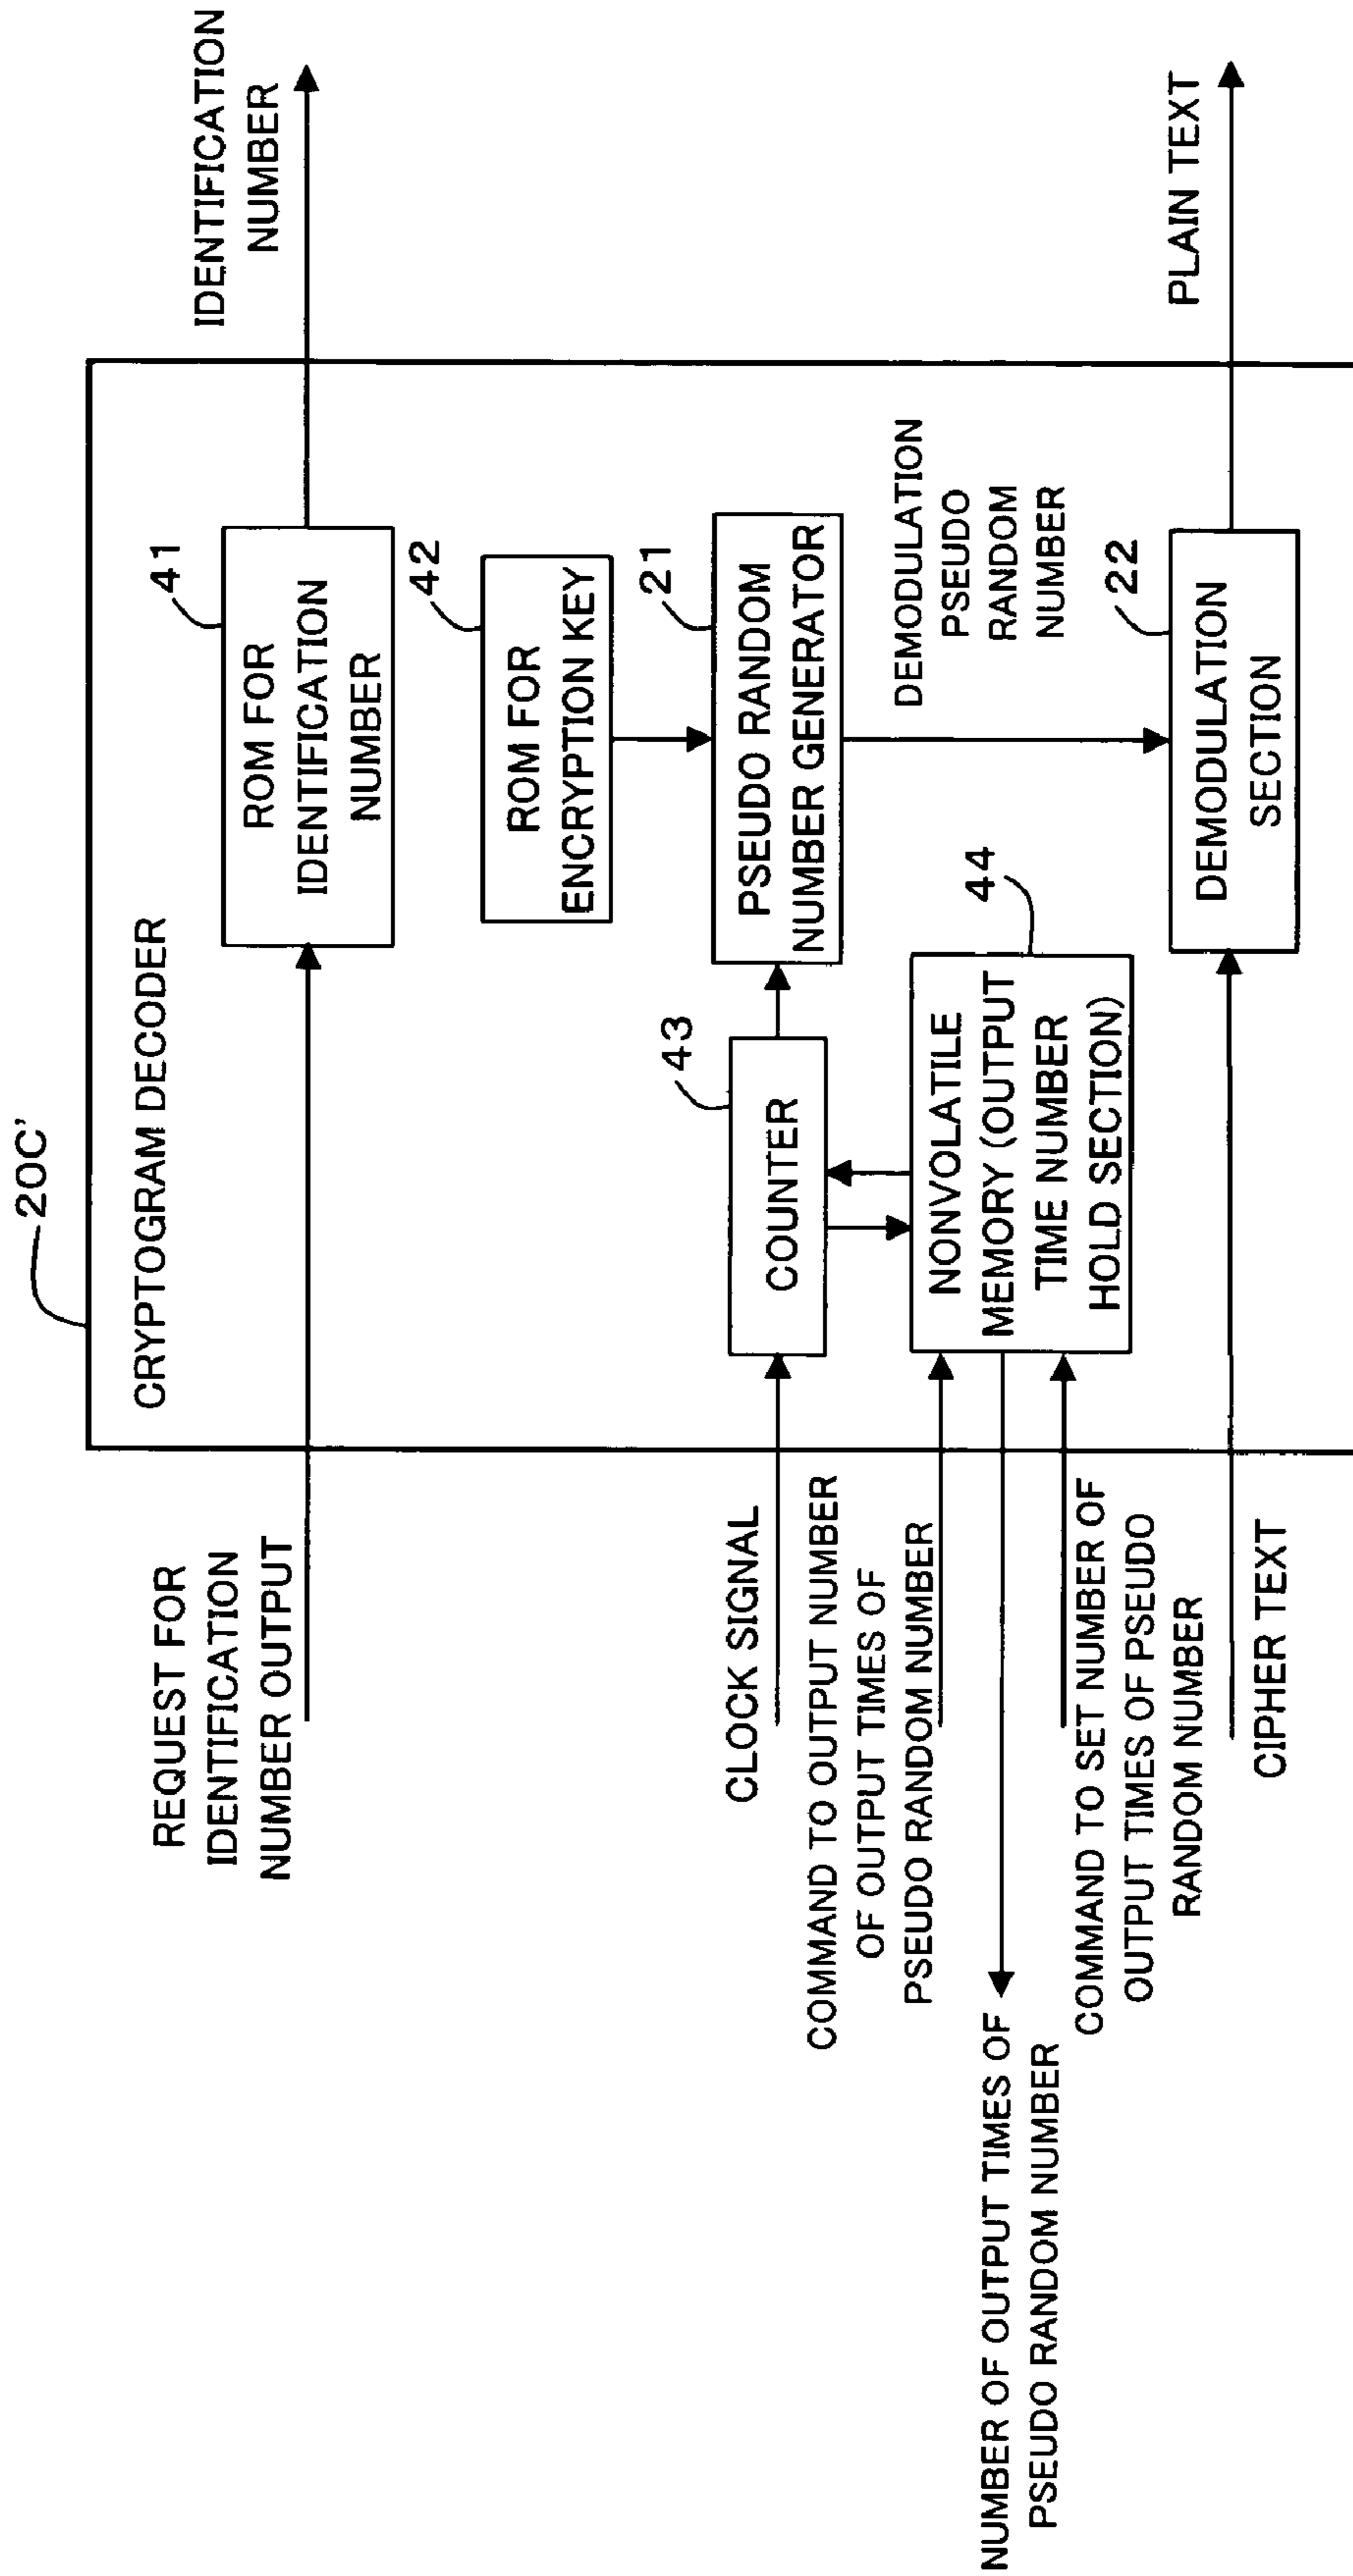 20C'
CRYPTOGRAM DECODER
REQUEST FOR
IDENTIFICATION
NUMBER OUTPUT
41
ROM FOR
IDENTIFICATION
NUMBER
IDENTIFICATION
NUMBER
42
ROM FOR
ENCRYPTION KEY
CLOCK SIGNAL
43
COUNTER
21
PSEUDO RANDOM
NUMBER GENERATOR
COMMAND TO OUTPUT NUMBER
OF OUTPUT TIMES OF
PSEUDO RANDOM NUMBER
NUMBER OF OUTPUT TIMES OF
PSEUDO RANDOM NUMBER
COMMAND TO SET NUMBER OF
OUTPUT TIMES OF PSEUDO
RANDOM NUMBER
44
NONVOLATILE
MEMORY (OUTPUT
TIME NUMBER
HOLD SECTION)
DEMODULATION
PSEUDO
RANDOM
NUMBER
CIPHER TEXT
22
DEMODULATION
SECTION
PLAIN TEXT